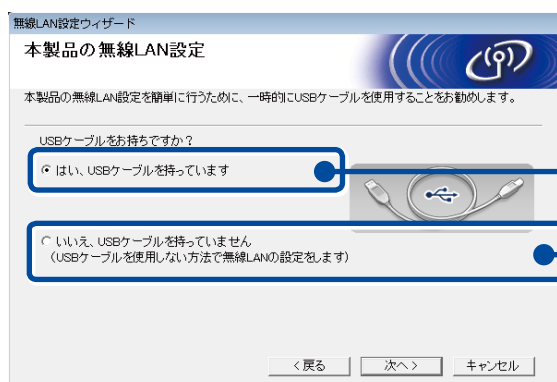 無線LAN設定ウィザード
本製品の無線LAN設定
本製品の無線LAN設定を簡単に行うために、一時的にUSBケーブルを使用することをお勧めします。
USBケーブルをお持ちですか？
はい、USBケーブルを持っています
いいえ、USBケーブルを持っていません
（USBケーブルを使用しない方法で無線LANの設定をします）
< 戻る 次へ > キャンセル